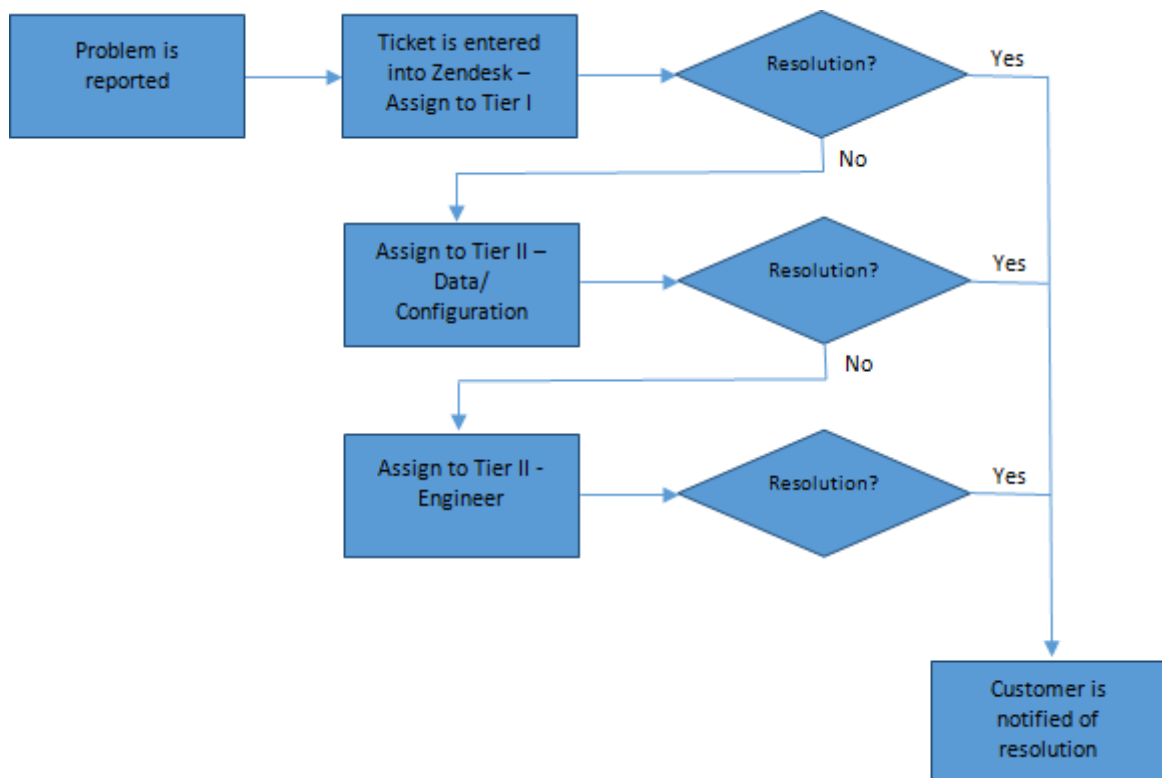 Problem is
reported
Ticket is entered
into Zendesk –
Assign to Tier I
Resolution?
Yes
No
Assign to Tier II –
Data/
Configuration
Resolution?
Yes
No
Assign to Tier II -
Engineer
Resolution?
Yes
Customer is
notified of
resolution